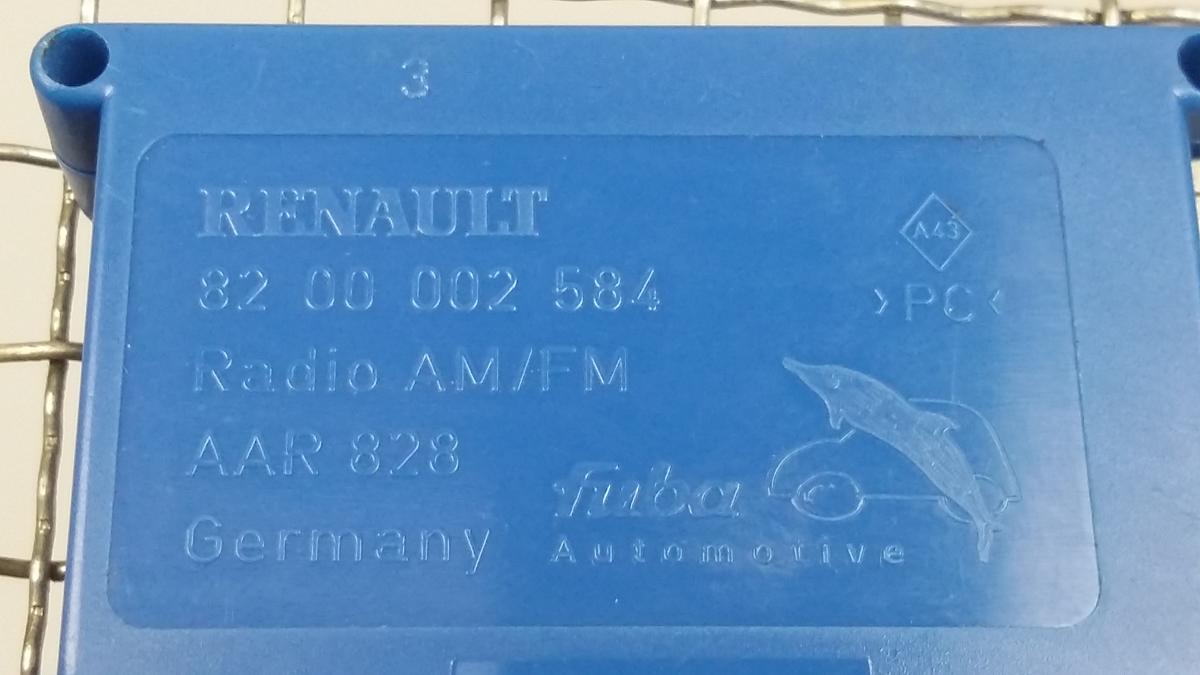 3
RENAULT
A43
82 00 002 584
>PC<
Radio AM/FM
AAR 828
fuba
Germany
Automotive